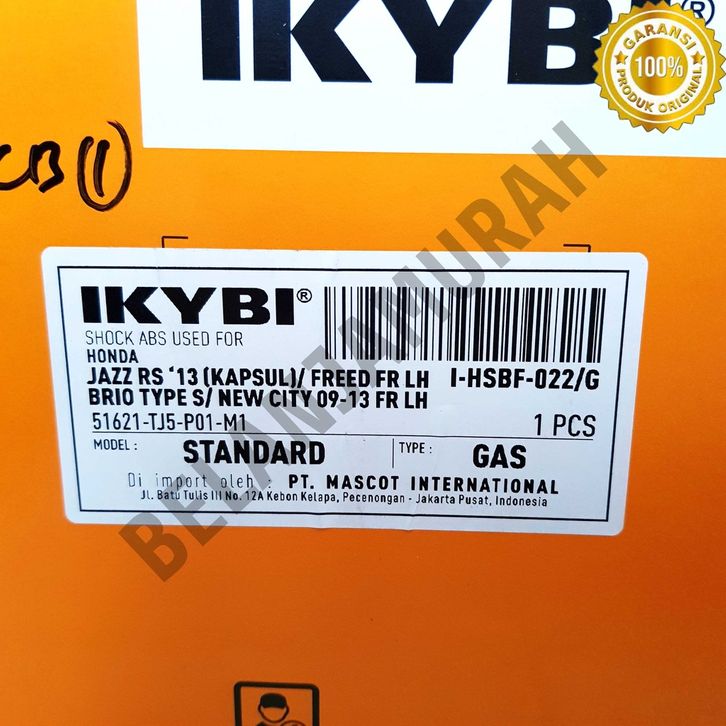 IKYBI®
GARANSI
100%
PRODUK ORIGINAL
CB (1)
IKYBI®
SHOCK ABS USED FOR
HONDA
JAZZ RS '13 (KAPSUL)/ FREED FR LH I-HSBF-022/G
BRIO TYPE S/ NEW CITY 09-13 FR LH
51621-TJ5-P01-M1 1 PCS
MODEL : STANDARD TYPE : GAS
Di import oleh : PT. MASCOT INTERNATIONAL
Jl. Batu Tulis III No. 12A Kebon Kelapa, Pecenongan - Jakarta Pusat, Indonesia
BELANJAMURAH